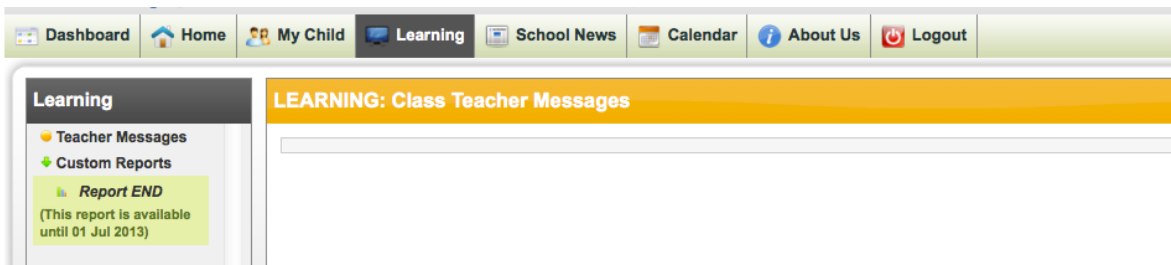 Dashboard Home My Child Learning School News Calendar About Us Logout
Learning
LEARNING: Class Teacher Messages
Teacher Messages
Custom Reports
Report END
(This report is available
until 01 Jul 2013)